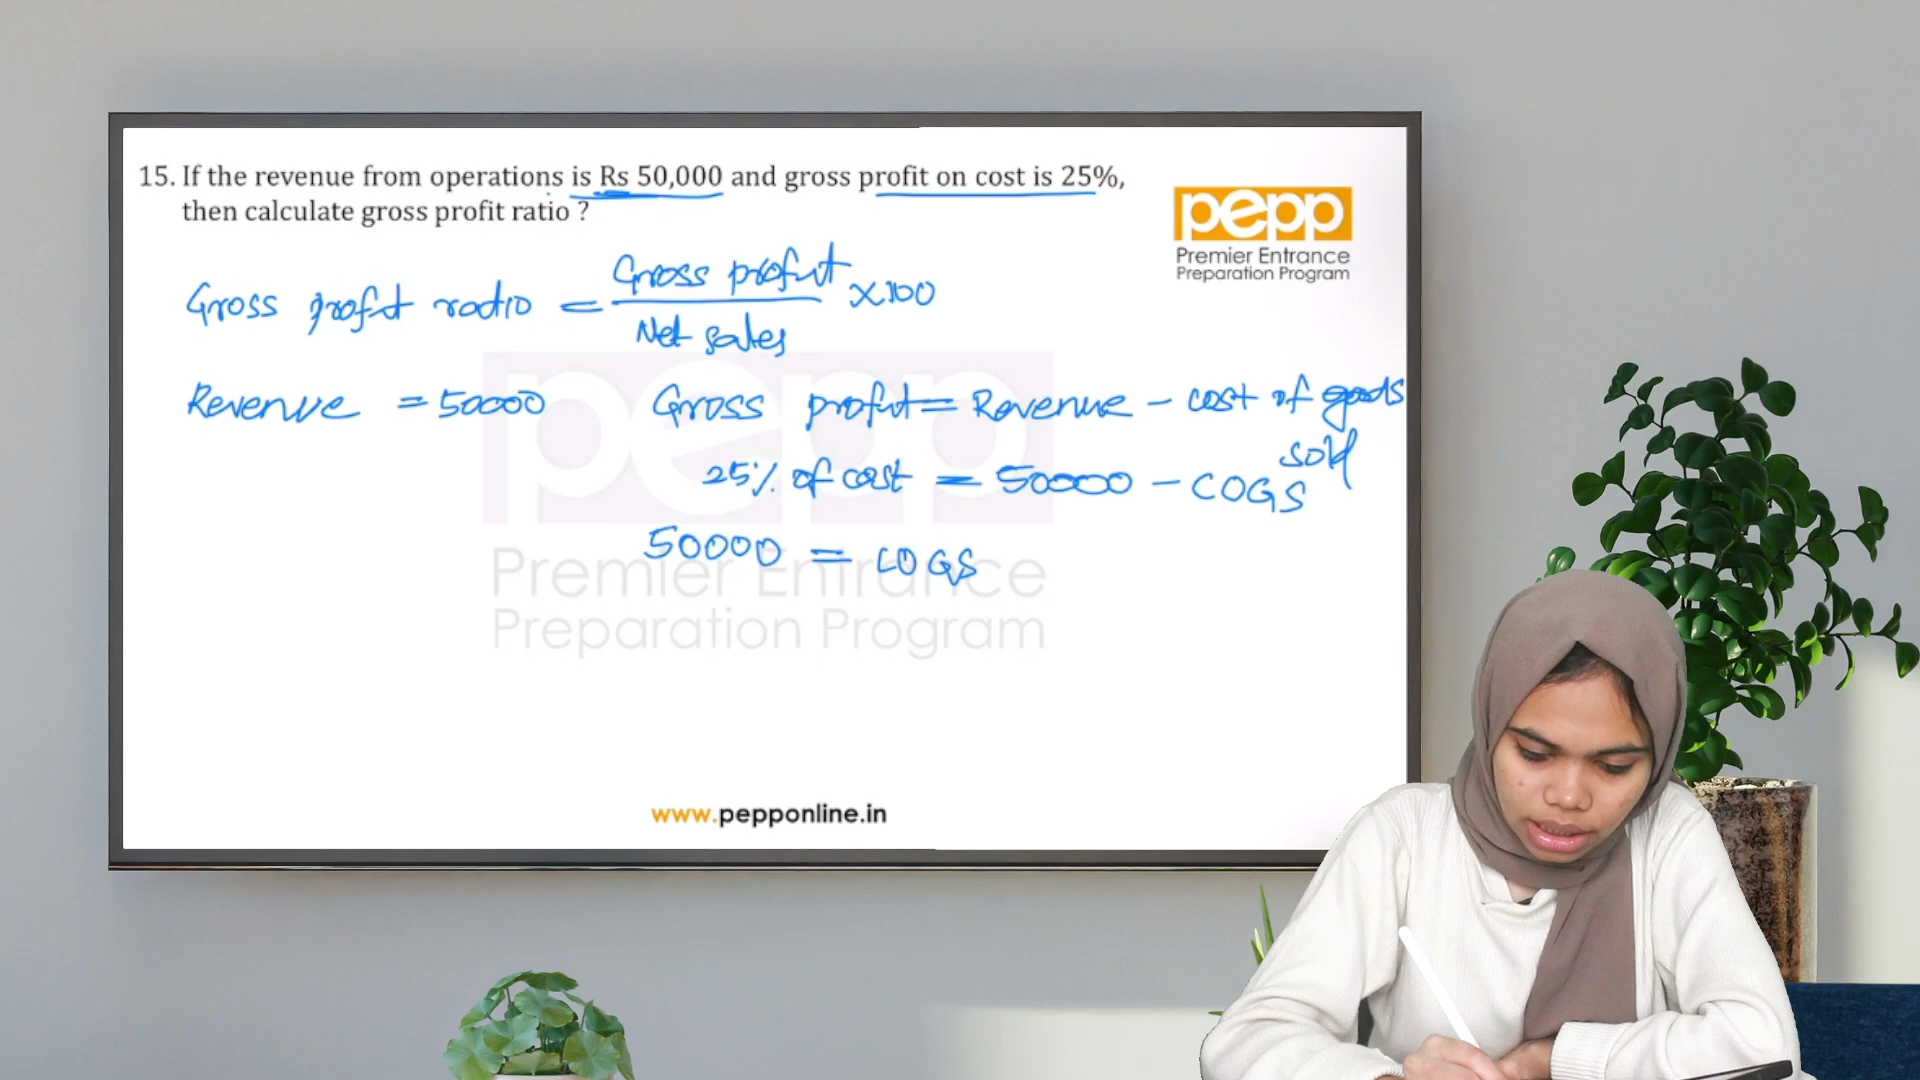 15. If the revenue from operations is Rs 50,000 and gross profit on cost is 25%,
then calculate gross profit ratio ?
pepp
Premier Entrance
Preparation Program
Gross profit ratio = Gross profit / Net sales ×100
Revenue = 50000
Gross profit = Revenue - cost of goods sold
25% of cost = 50000 - COGS
50000 = COGS
pepp
Premier Entrance
Preparation Program
www.pepponline.in